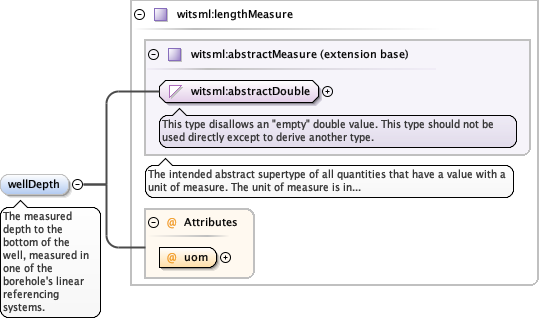 witsml:lengthMeasure
witsml:abstractMeasure (extension base)
witsml:abstractDouble
This type disallows an "empty" double value. This type should not be
used directly except to derive another type.
The intended abstract supertype of all quantities that have a value with a
unit of measure. The unit of measure is in...
wellDepth
The measured
depth to the
bottom of the
well, measured in
one of the
borehole's linear
referencing
systems.
@ Attributes
@ uom